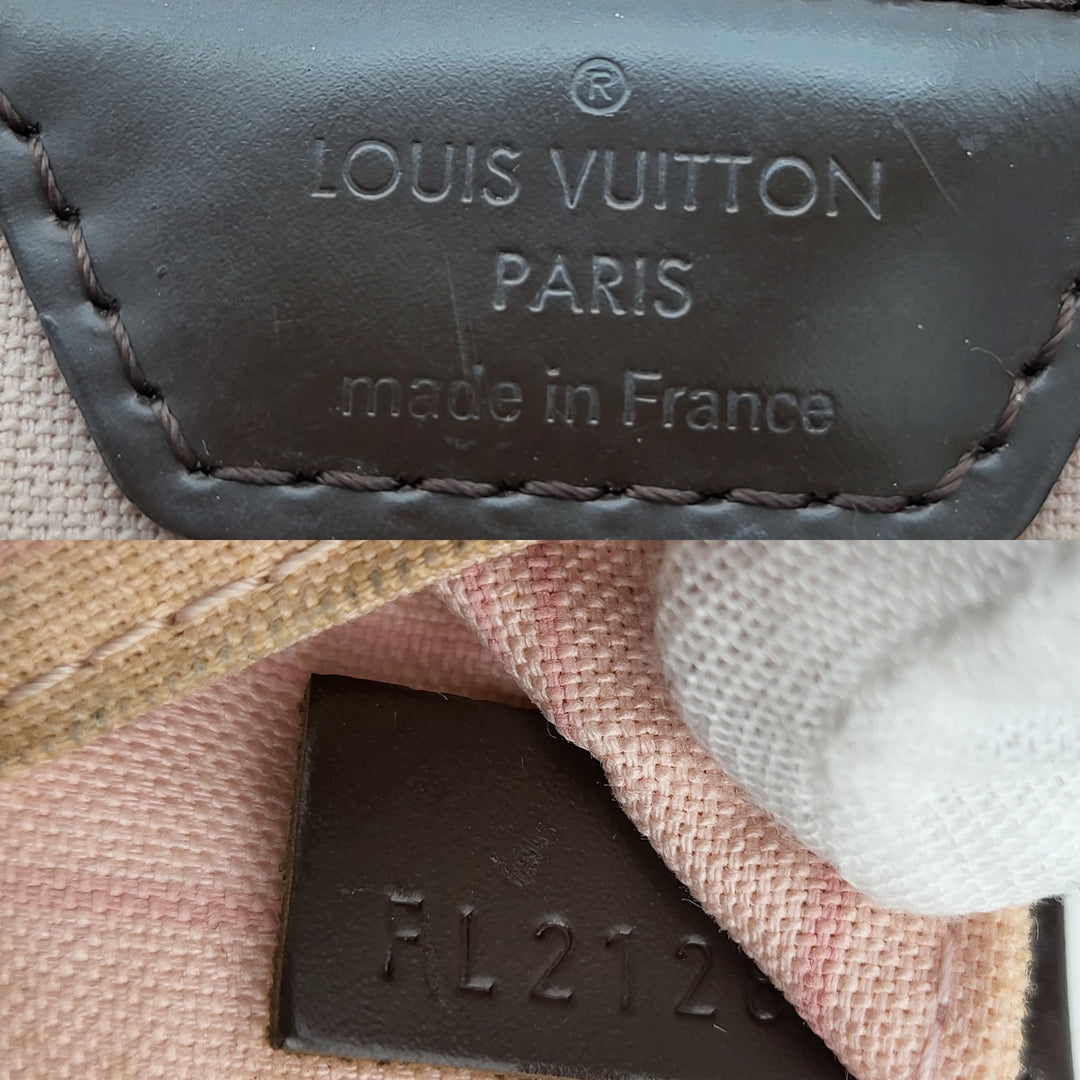 ®
LOUIS VUITTON
PARIS
made in France
FL212